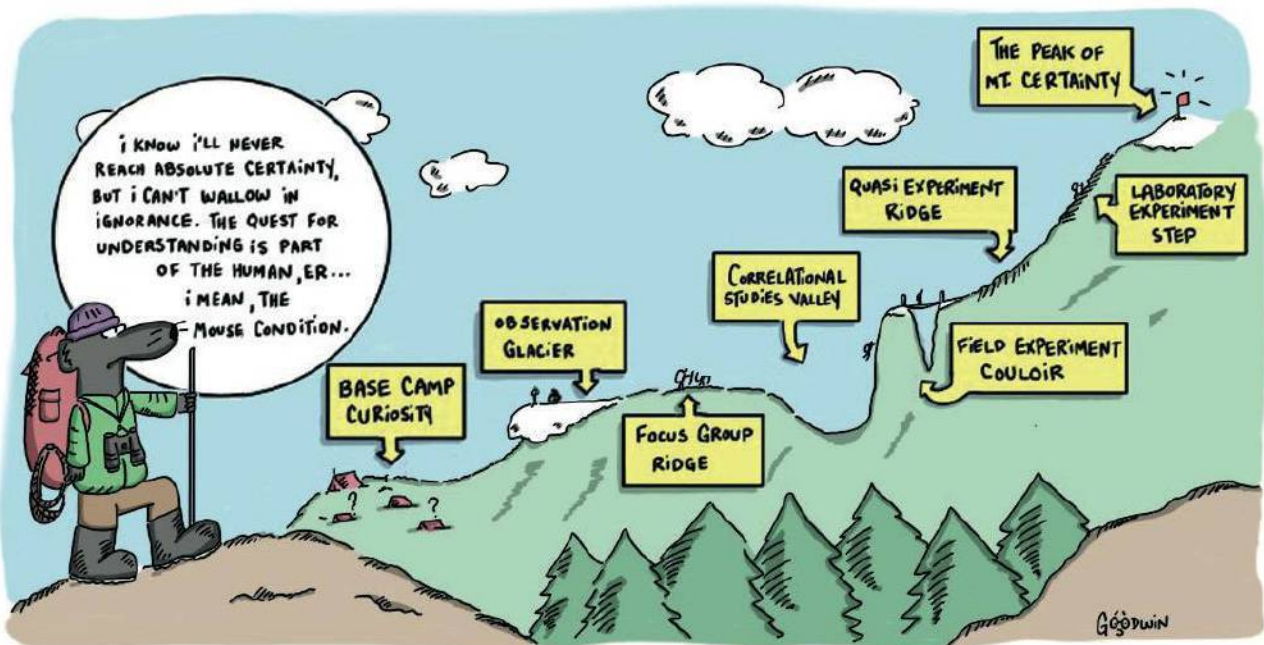 i KNOW i'LL NEVER
REACH ABSOLUTE CERTAINTY,
BUT i CAN'T WALLOW IN
iGNORANCE. THE QUEST FOR
UNDERSTANDiNG iS PART
OF THE HUMAN, ER...
i MEAN, THE
MOUSE CONDITION.
BASE CAMP
CURiOSiTY
?
?
OBSERVATION
GLACiER
FOCUS GROUP
RiDGE
CORRELATIONAL
STUDiES VALLEY
QUASi EXPERiMENT
RiDGE
FiELD EXPERiMENT
COULOiR
THE PEAK OF
MT. CERTAiNTY
LABORATORY
EXPERiMENT
STEP
GOODWiN